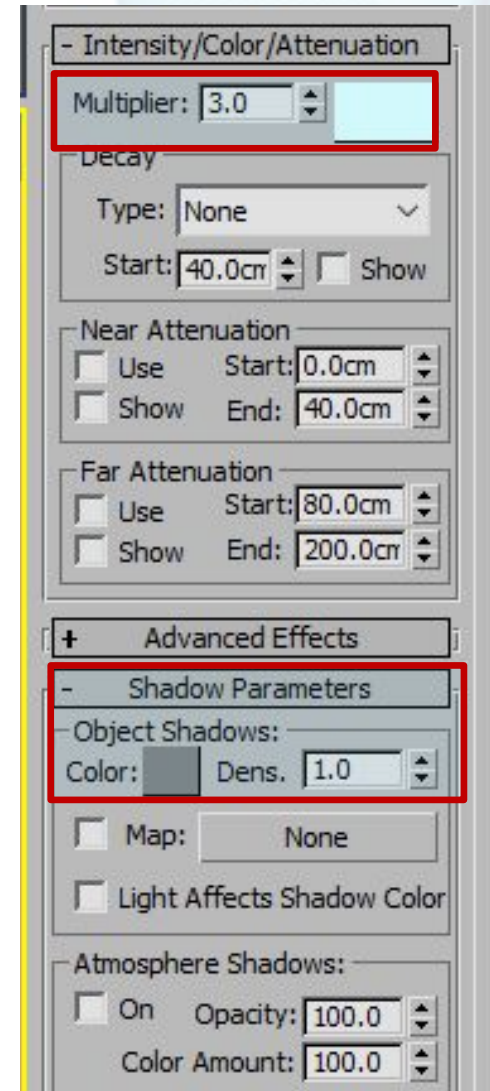 - Intensity/Color/Attenuation
Multiplier: 3.0
Decay
Type: None
Start: 40.0cm Show
Near Attenuation
Use Start: 0.0cm
Show End: 40.0cm
Far Attenuation
Use Start: 80.0cm
Show End: 200.0cm
+ Advanced Effects
- Shadow Parameters
Object Shadows:
Color: Dens. 1.0
Map: None
Light Affects Shadow Color
Atmosphere Shadows:
On Opacity: 100.0
Color Amount: 100.0